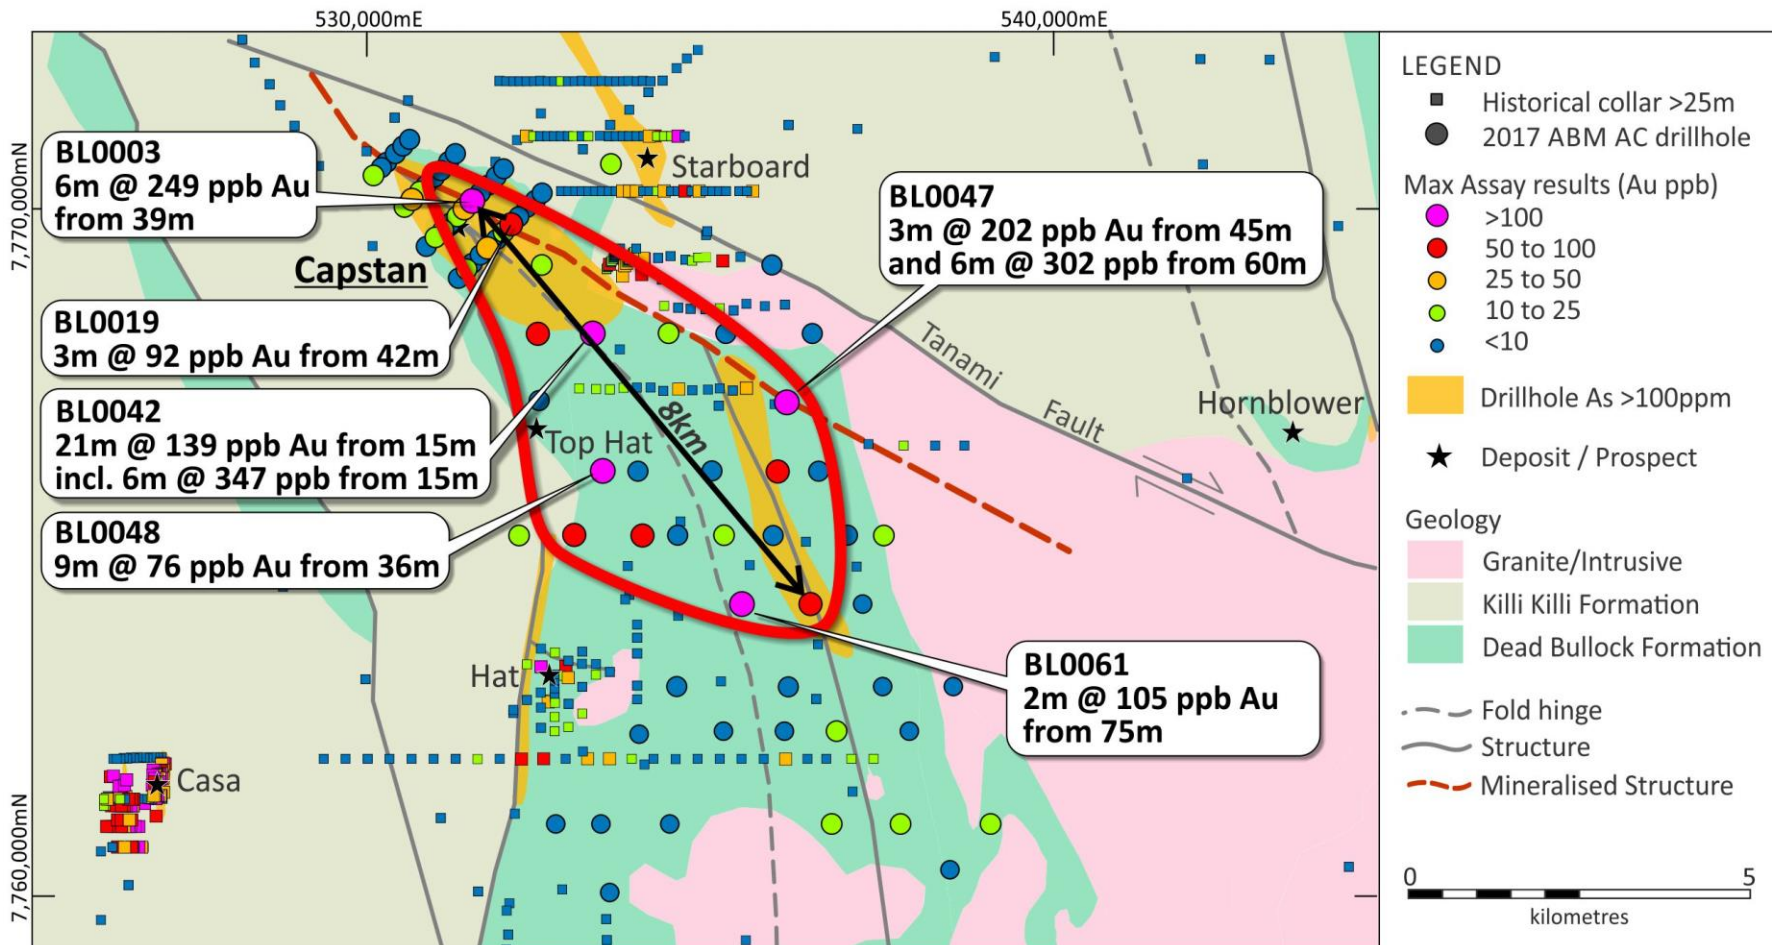 530,000mE
540,000mE
7,770,000mN
7,760,000mN
BL0003
6m @ 249 ppb Au
from 39m
Starboard
BL0047
3m @ 202 ppb Au from 45m
and 6m @ 302 ppb from 60m
Capstan
BL0019
3m @ 92 ppb Au from 42m
Tanami
Fault
Hornblower
BL0042
21m @ 139 ppb Au from 15m
incl. 6m @ 347 ppb from 15m
8km
Top Hat
BL0048
9m @ 76 ppb Au from 36m
Hat
BL0061
2m @ 105 ppb Au
from 75m
Casa
LEGEND
Historical collar >25m
2017 ABM AC drillhole
Max Assay results (Au ppb)
>100
50 to 100
25 to 50
10 to 25
<10
Drillhole As >100ppm
Deposit / Prospect
Geology
Granite/Intrusive
Killi Killi Formation
Dead Bullock Formation
Fold hinge
Structure
Mineralised Structure
0 5
kilometres